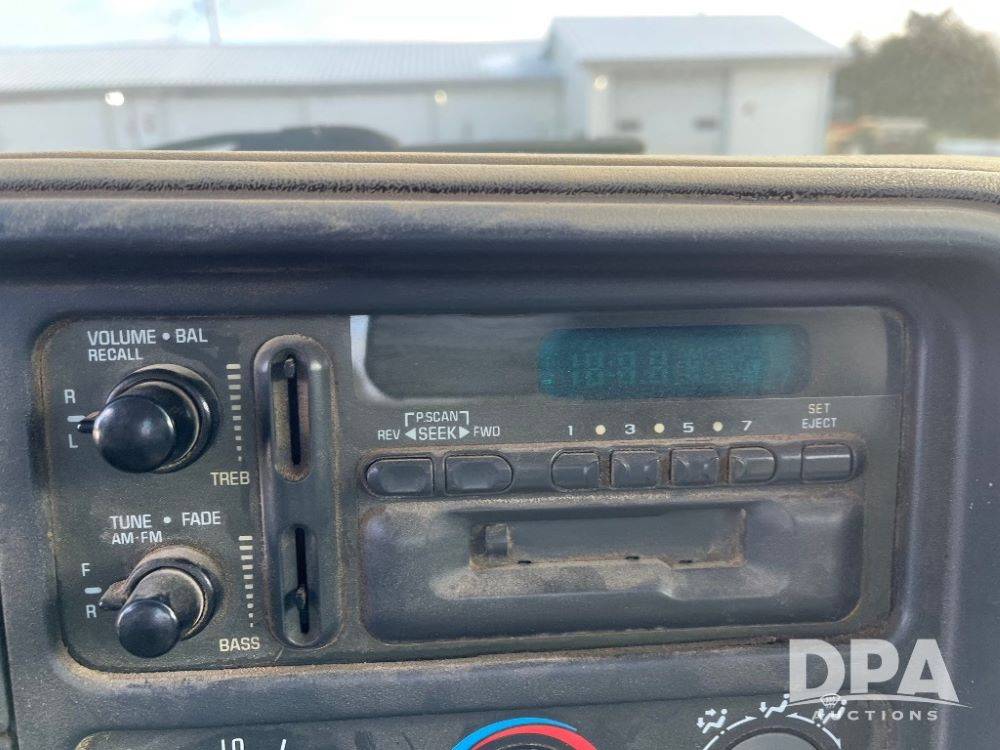 VOLUME • BAL
RECALL
R
L
TREB
TUNE • FADE
AM-FM
F
R
BASS
P.SCAN
REV ◄SEEK► FWD
1 • 3 • 5 • 7
SET
EJECT
DPA
AUCTIONS